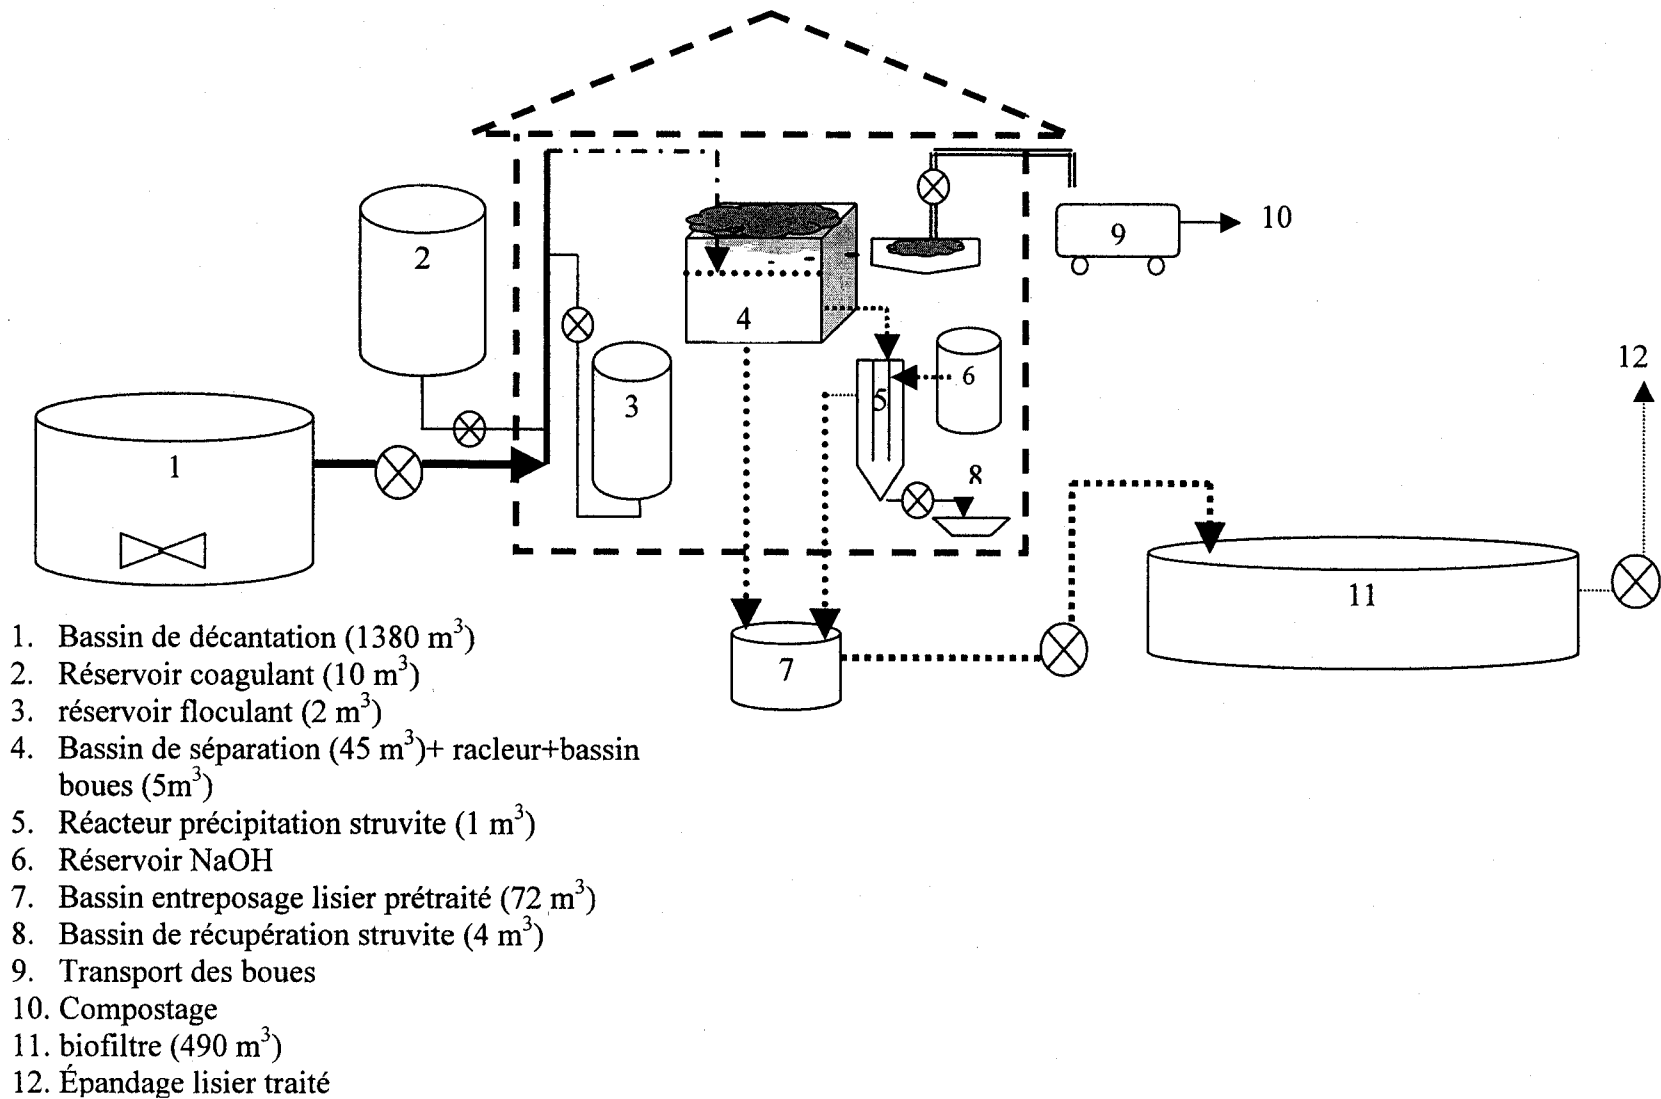 2
10
9
12
4
6
3
5
1
8
11
7
1. Bassin de décantation (1380 m³)
2. Réservoir coagulant (10 m³)
3. réservoir floculant (2 m³)
4. Bassin de séparation (45 m³)+ racleur+bassin
boues (5m³)
5. Réacteur précipitation struvite (1 m³)
6. Réservoir NaOH
7. Bassin entreposage lisier prétraité (72 m³)
8. Bassin de récupération struvite (4 m³)
9. Transport des boues
10. Compostage
11. biofiltre (490 m³)
12. Épandage lisier traité